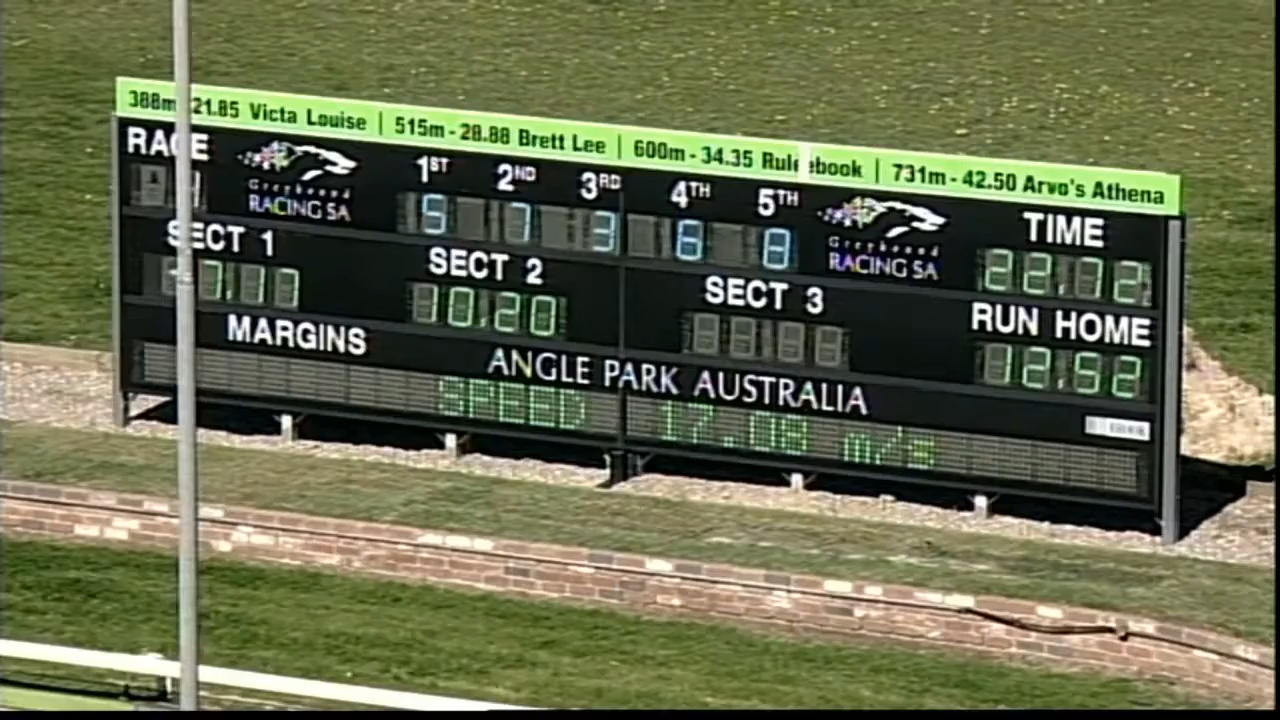 388m 21.85 Victa Louise | 515m - 28.88 Brett Lee | 600m - 34.35 Rulebook | 731m - 42.50 Arvo's Athena
RACE
Greyhound
RACING SA
1ST 2ND 3RD 4TH 5TH
5 7 3 6 8
Greyhound
RACING SA
TIME
22.72
SECT 1
SECT 2
10.20
SECT 3
RUN HOME
12.52
MARGINS
ANGLE PARK AUSTRALIA
SPEED 17.08 m/s